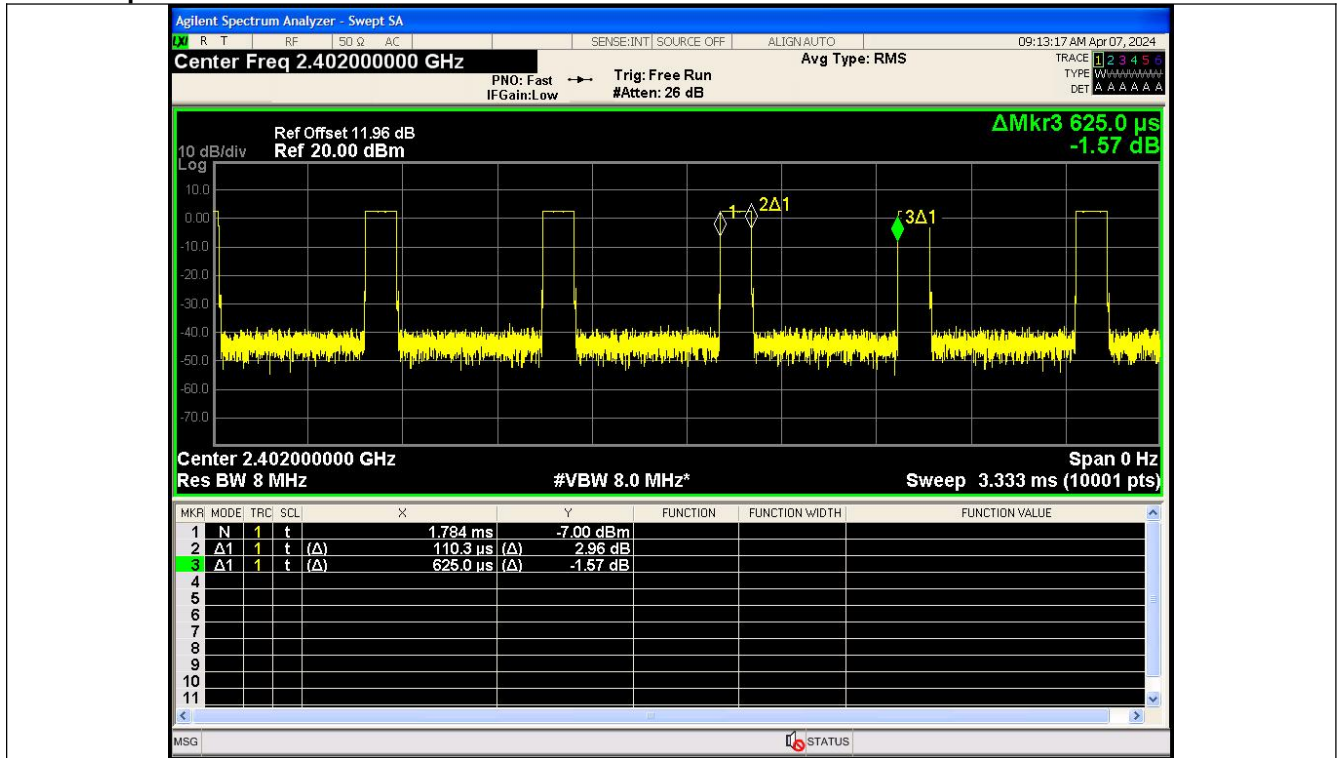 Agilent Spectrum Analyzer - Swept SA
LXI R T RF 50 Ω AC SENSE:INT SOURCE OFF ALIGN AUTO 09:13:17 AM Apr 07, 2024
Center Freq 2.402000000 GHz Avg Type: RMS TRACE 1 2 3 4 5 6
PNO: Fast Trig: Free Run TYPE W
IFGain:Low #Atten: 26 dB DET A A A A A A
ΔMkr3 625.0 µs
-1.57 dB
Ref Offset 11.96 dB
10 dB/div Ref 20.00 dBm
Log
10.0
0.00
-10.0
-20.0
-30.0
-40.0
-50.0
-60.0
-70.0
1 2Δ1 3Δ1
Center 2.402000000 GHz Span 0 Hz
Res BW 8 MHz #VBW 8.0 MHz* Sweep 3.333 ms (10001 pts)
MKR MODE TRC SCL X Y FUNCTION FUNCTION WIDTH FUNCTION VALUE
1 N 1 t 1.784 ms -7.00 dBm
2 Δ1 1 t (Δ) 110.3 µs (Δ) 2.96 dB
3 Δ1 1 t (Δ) 625.0 µs (Δ) -1.57 dB
4
5
6
7
8
9
10
11
MSG STATUS